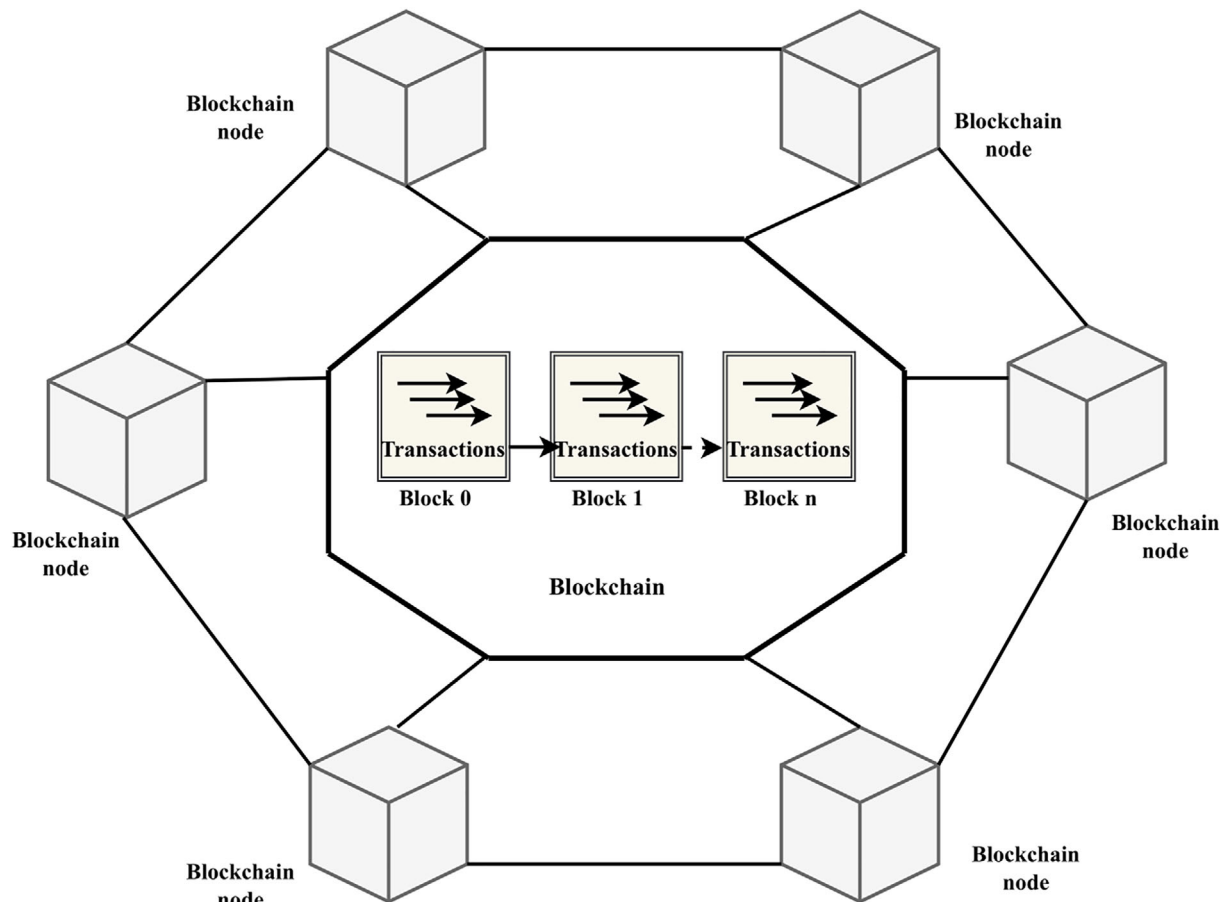 Blockchain
node
Blockchain
node
Transactions
Transactions
Transactions
Block 0
Block 1
Block n
Blockchain
node
Blockchain
node
Blockchain
Blockchain
node
Blockchain
node